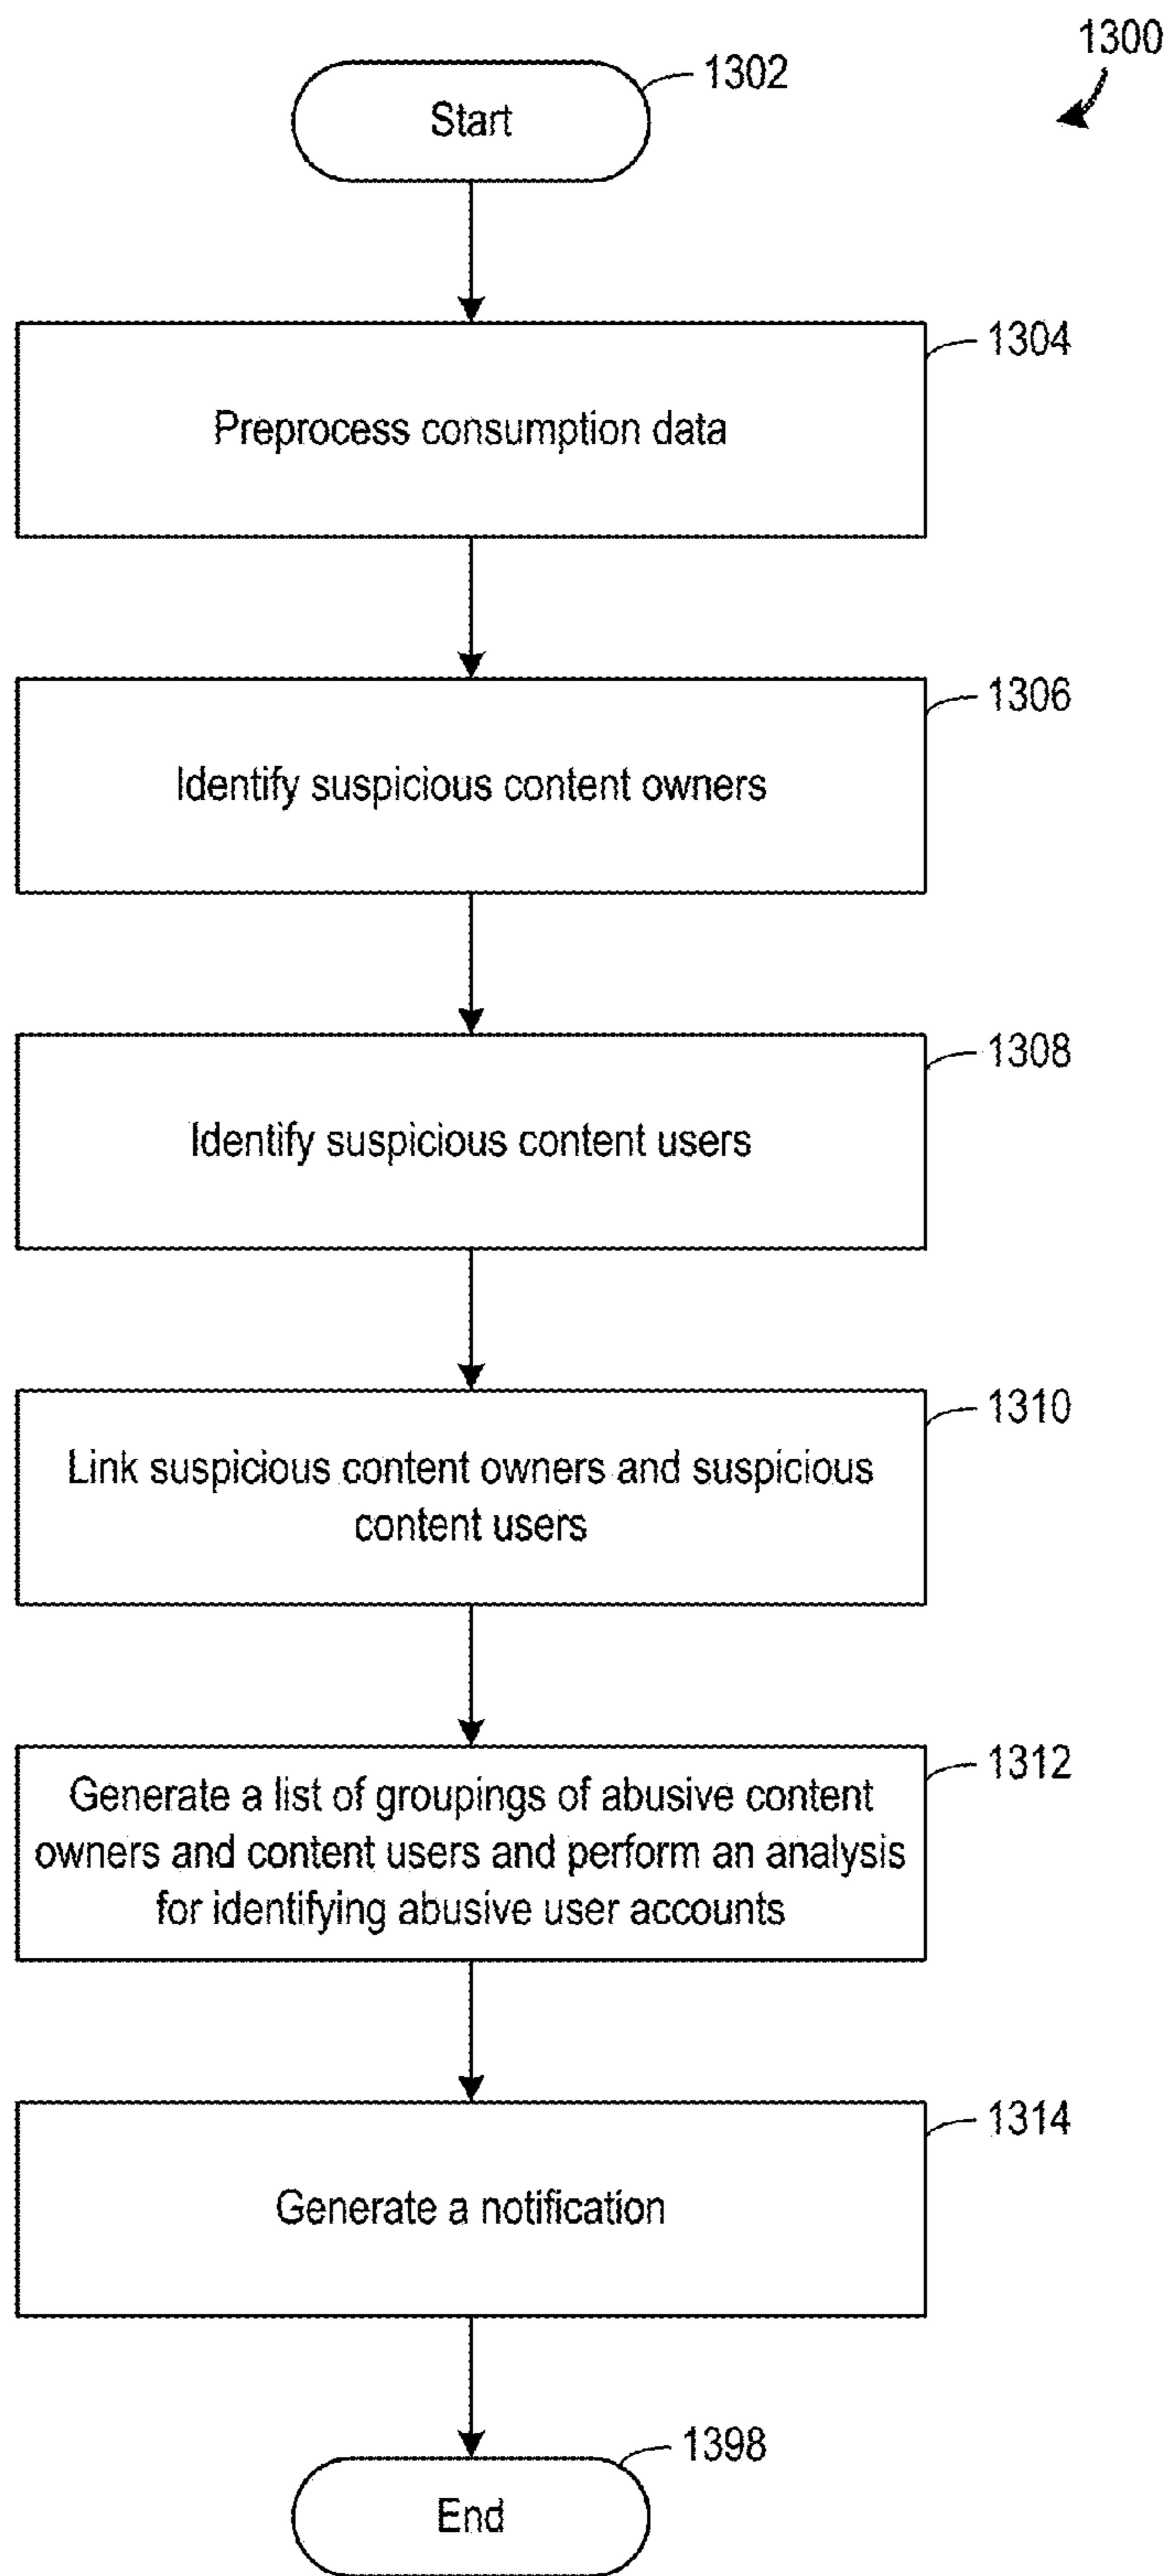 1300
1302
Start
1304
Preprocess consumption data
1306
Identify suspicious content owners
1308
Identify suspicious content users
1310
Link suspicious content owners and suspicious
content users
1312
Generate a list of groupings of abusive content
owners and content users and perform an analysis
for identifying abusive user accounts
1314
Generate a notification
1398
End